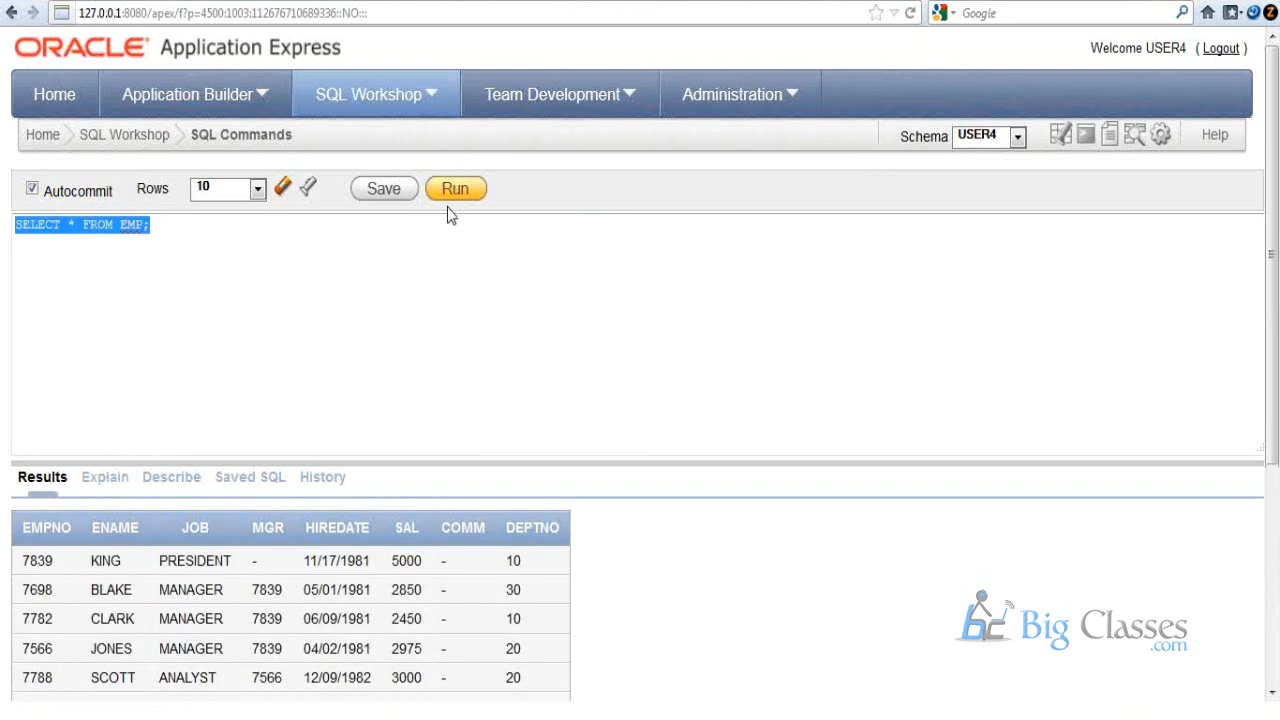 127.0.0.1:8080/apex/f?p=4500:1003:112676710689336::NO:::
Google
ORACLE Application Express
Welcome USER4 ( Logout )
Home Application Builder SQL Workshop Team Development Administration
Home SQL Workshop SQL Commands Schema USER4 Help
Autocommit Rows 10 Save Run
SELECT * FROM EMP;
Results Explain Describe Saved SQL History
EMPNO ENAME JOB MGR HIREDATE SAL COMM DEPTNO
7839 KING PRESIDENT - 11/17/1981 5000 - 10
7698 BLAKE MANAGER 7839 05/01/1981 2850 - 30
7782 CLARK MANAGER 7839 06/09/1981 2450 - 10
7566 JONES MANAGER 7839 04/02/1981 2975 - 20
7788 SCOTT ANALYST 7566 12/09/1982 3000 - 20
bc Big Classes
.com